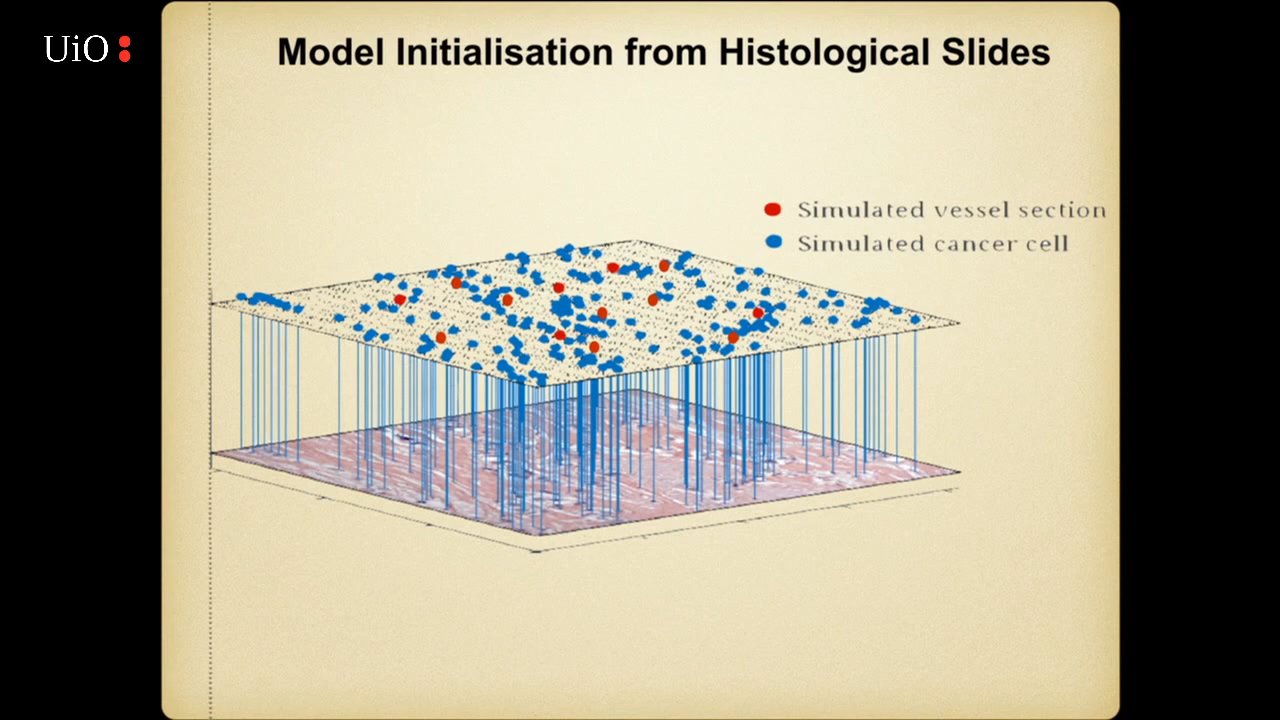 UiO
Model Initialisation from Histological Slides
Simulated vessel section
Simulated cancer cell